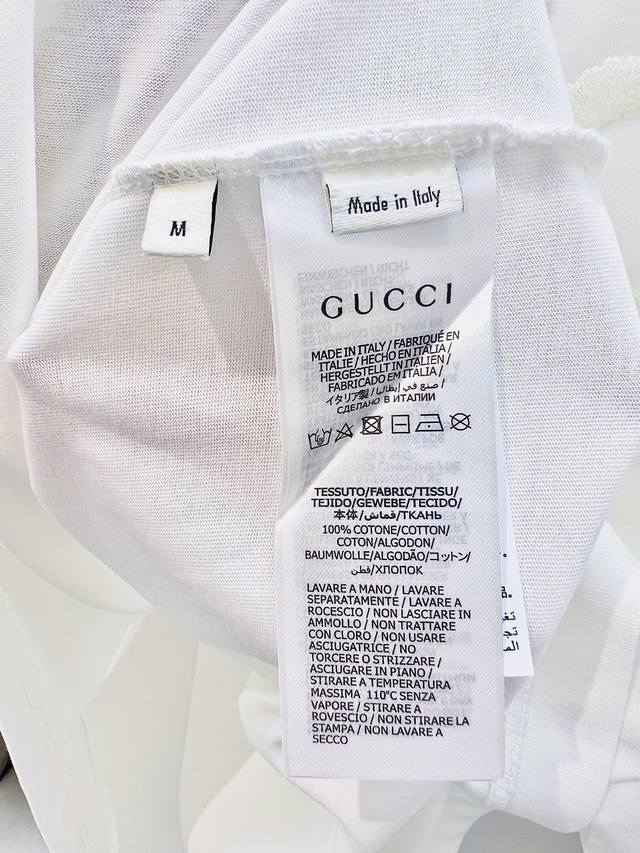 M
Made in Italy
GUCCI
MADE IN ITALY / FABRIQUÉ EN
ITALIE / HECHO EN ITALIA /
HERGESTELLT IN ITALIEN /
FABRICADO EM ITALIA /
イタリア製 / صنع في إيطاليا /
СДЕЛАНО В ИТАЛИИ
TESSUTO/FABRIC/TISSU/
TEJIDO/GEWEBE/TECIDO/
本体/قماش/ТКАНЬ
100% COTONE/COTTON/
COTON/ALGODON/
BAUMWOLLE/ALGODÃO/コットン/
قطن/ХЛОПОК
LAVARE A MANO / LAVARE
SEPARATAMENTE / LAVARE A
ROCESCIO / NON LASCIARE IN
AMMOLLO / NON TRATTARE
CON CLORO / NON USARE
ASCIUGATRICE / NO
TORCERE O STRIZZARE /
ASCIUGARE IN PIANO /
STIRARE A TEMPERATURA
MASSIMA 110°C SENZA
VAPORE / STIRARE A
ROVESCIO / NON STIRARE LA
STAMPA / NON LAVARE A
SECCO